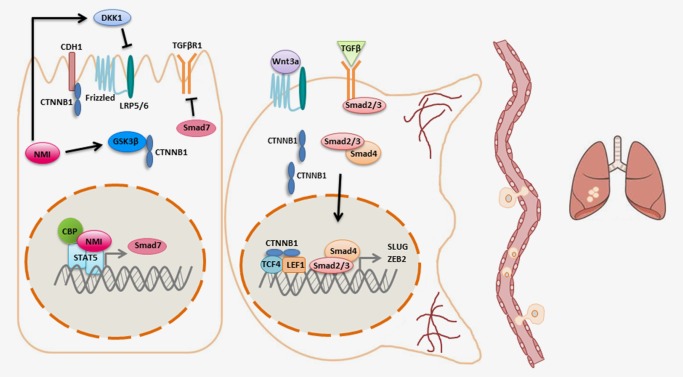 DKK1
CDH1
TGFβR1
CTNNB1
Frizzled
LRP5/6
Smad7
NMI
GSK3β
CTNNB1
CBP
NMI
STAT5
Smad7
Wnt3a
TGFβ
Smad2/3
CTNNB1
Smad2/3
Smad4
CTNNB1
CTNNB1
TCF4
LEF1
Smad4
Smad2/3
SLUG
ZEB2